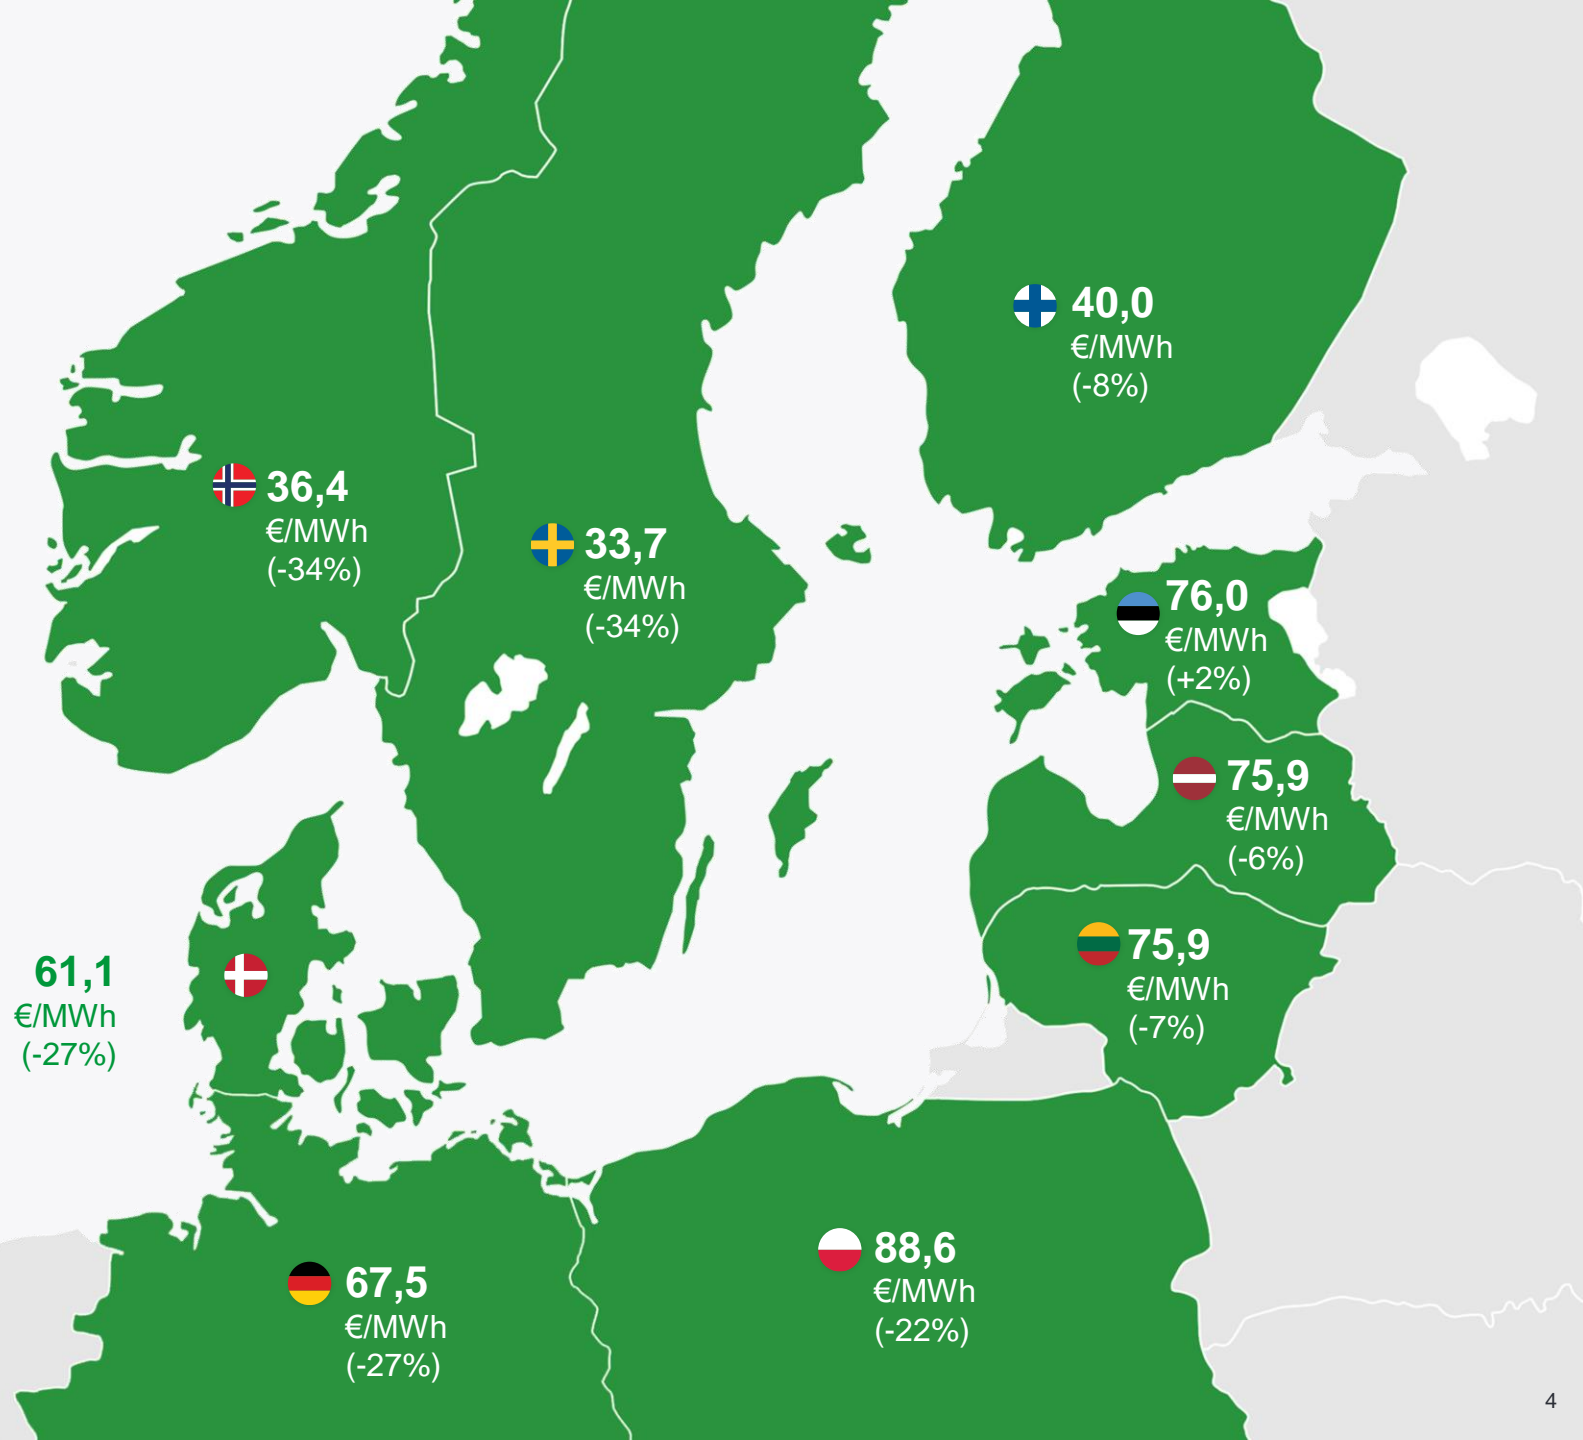 40,0
€/MWh
(-8%)
36,4
€/MWh
(-34%)
33,7
€/MWh
(-34%)
76,0
€/MWh
(+2%)
75,9
€/MWh
(-6%)
75,9
€/MWh
(-7%)
61,1
€/MWh
(-27%)
88,6
€/MWh
(-22%)
67,5
€/MWh
(-27%)
4